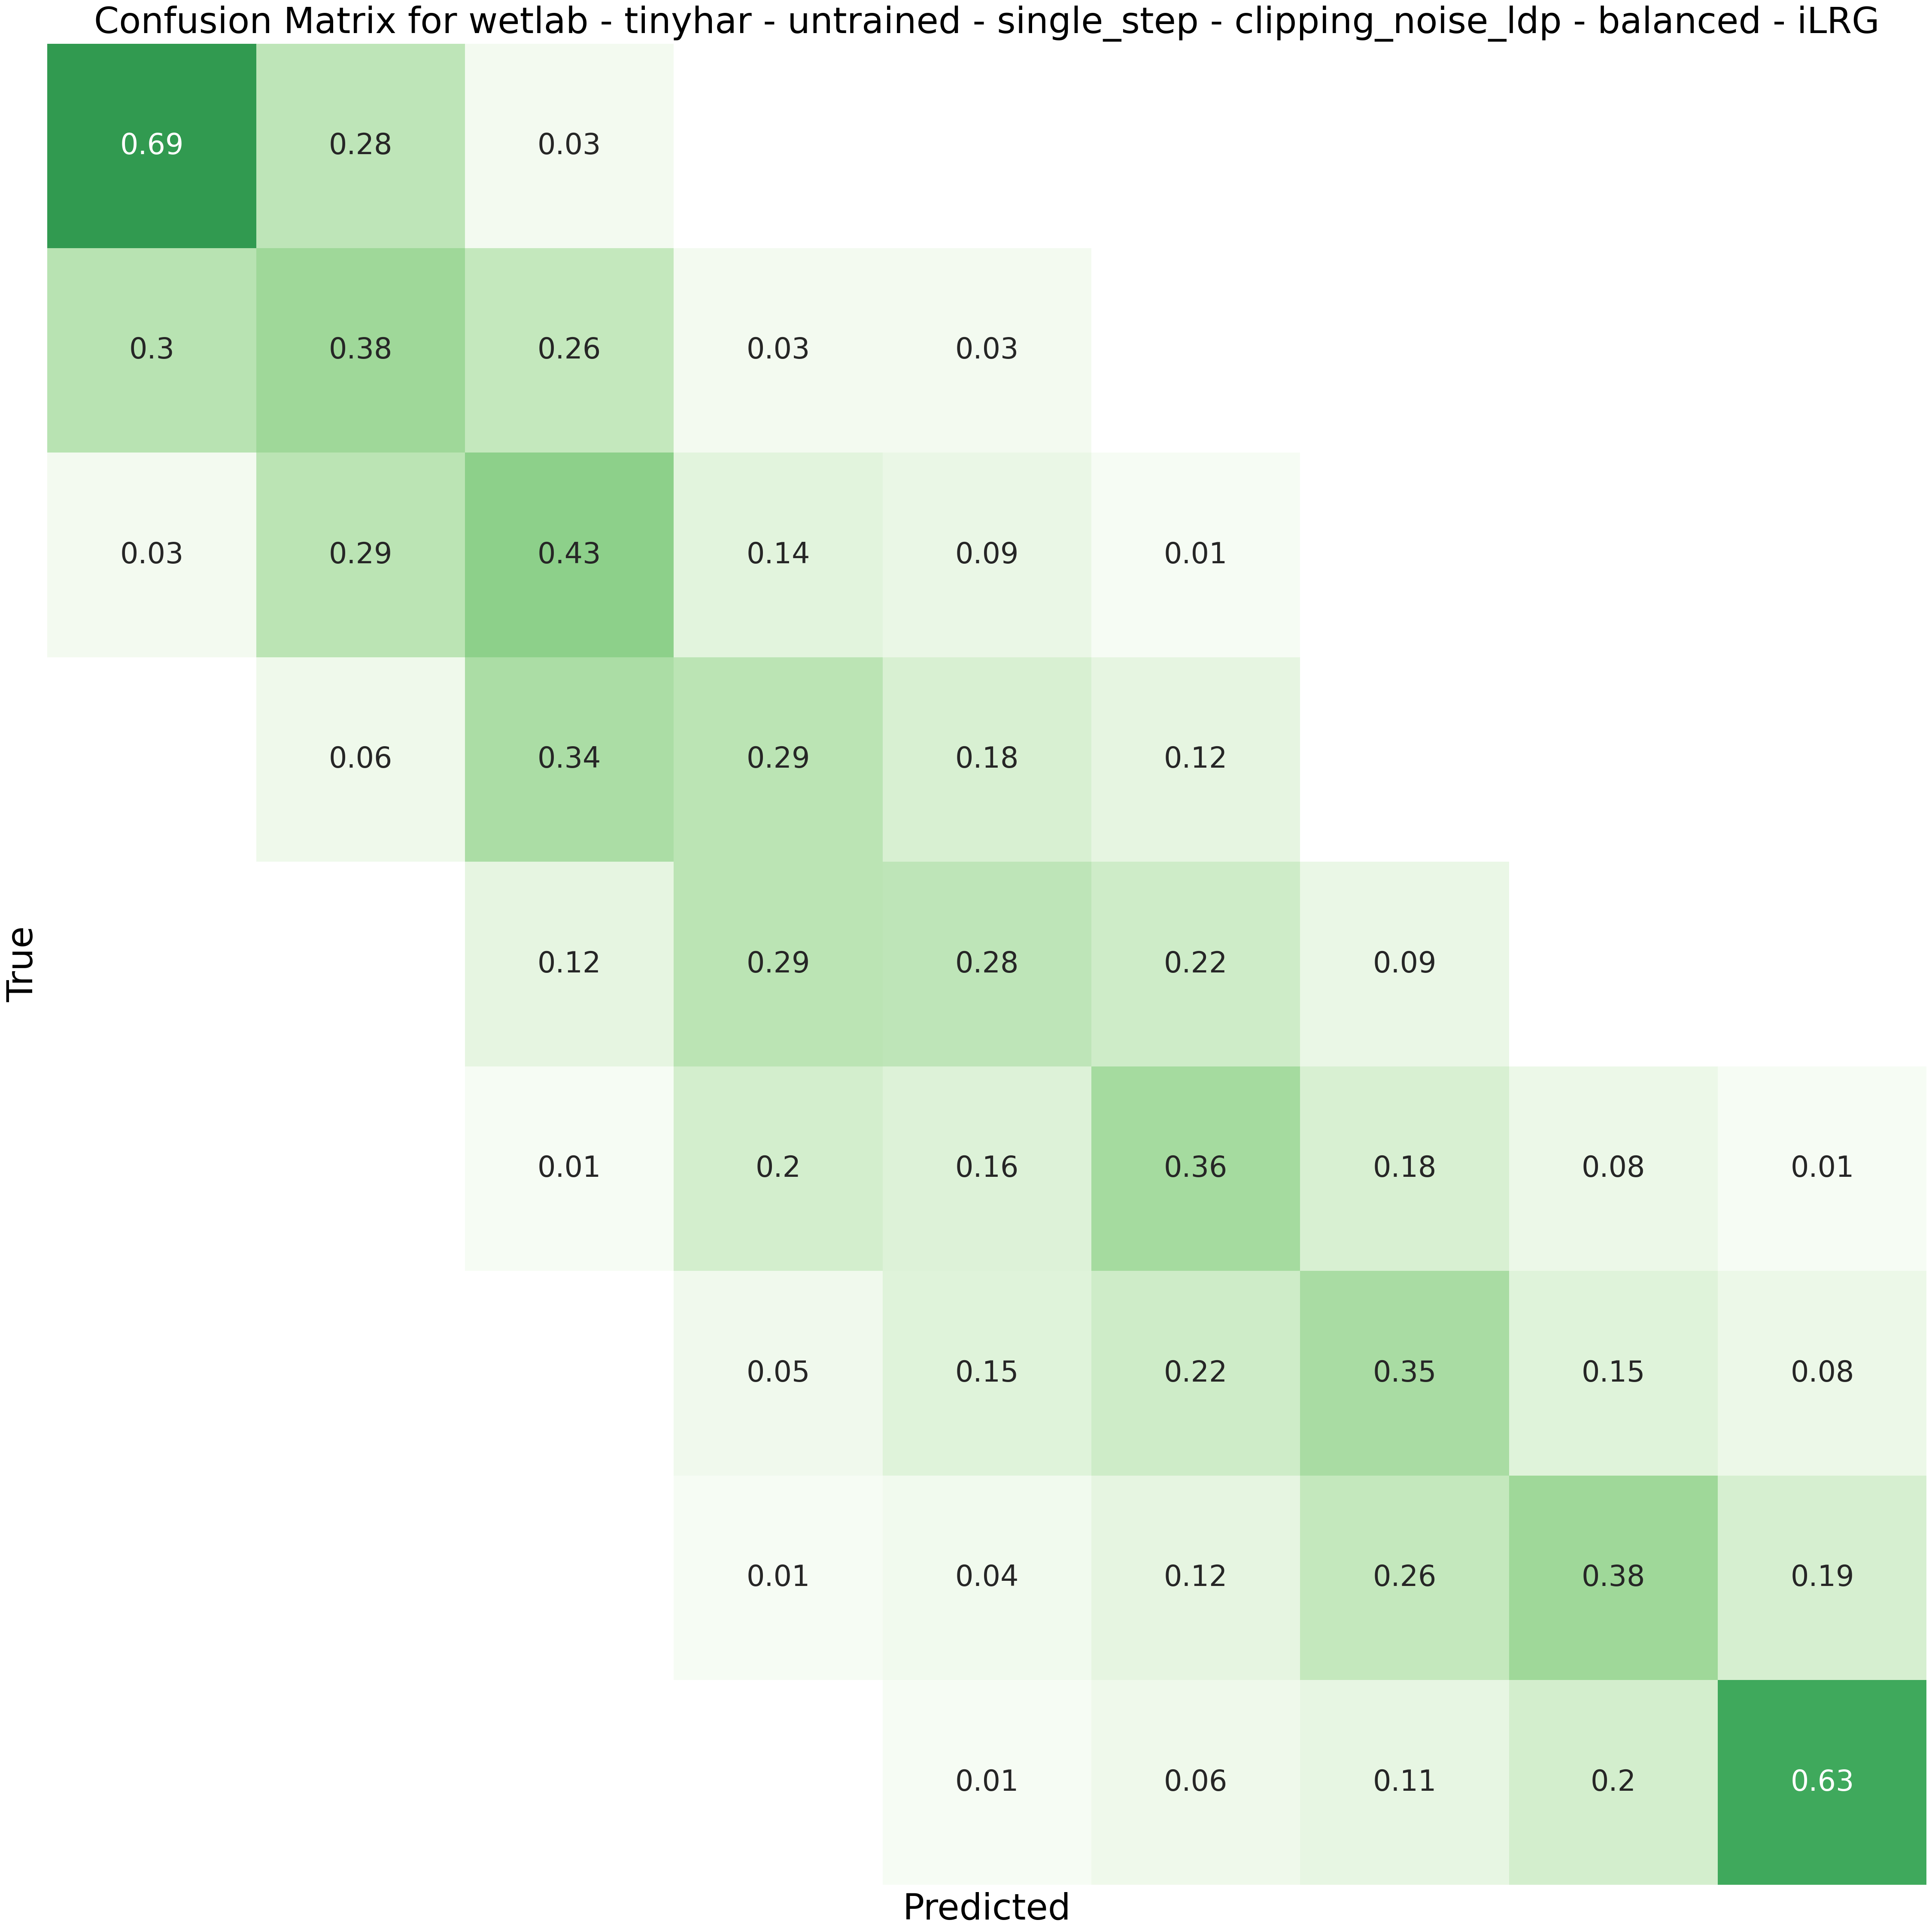 Confusion Matrix for wetlab - tinyhar - untrained - single_step - clipping_noise_ldp - balanced - iLRG
0.69 0.28 0.03
0.3 0.38 0.26 0.03 0.03
0.03 0.29 0.43 0.14 0.09 0.01
0.06 0.34 0.29 0.18 0.12
0.12 0.29 0.28 0.22 0.09
0.01 0.2 0.16 0.36 0.18 0.08 0.01
0.05 0.15 0.22 0.35 0.15 0.08
0.01 0.04 0.12 0.26 0.38 0.19
0.01 0.06 0.11 0.2 0.63
True
Predicted